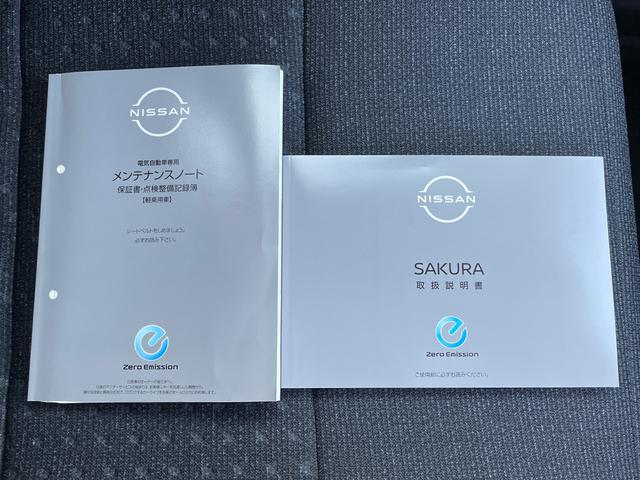 NISSAN
電気自動車専用
メンテナンスノート
保証書・点検整備記録簿
【軽乗用車】
シートベルトをしめましょう。
必ずお読み下さい。
Zero Emission
NISSAN
SAKURA
取扱説明書
Zero Emission
ご使用前に必ずお読みください。